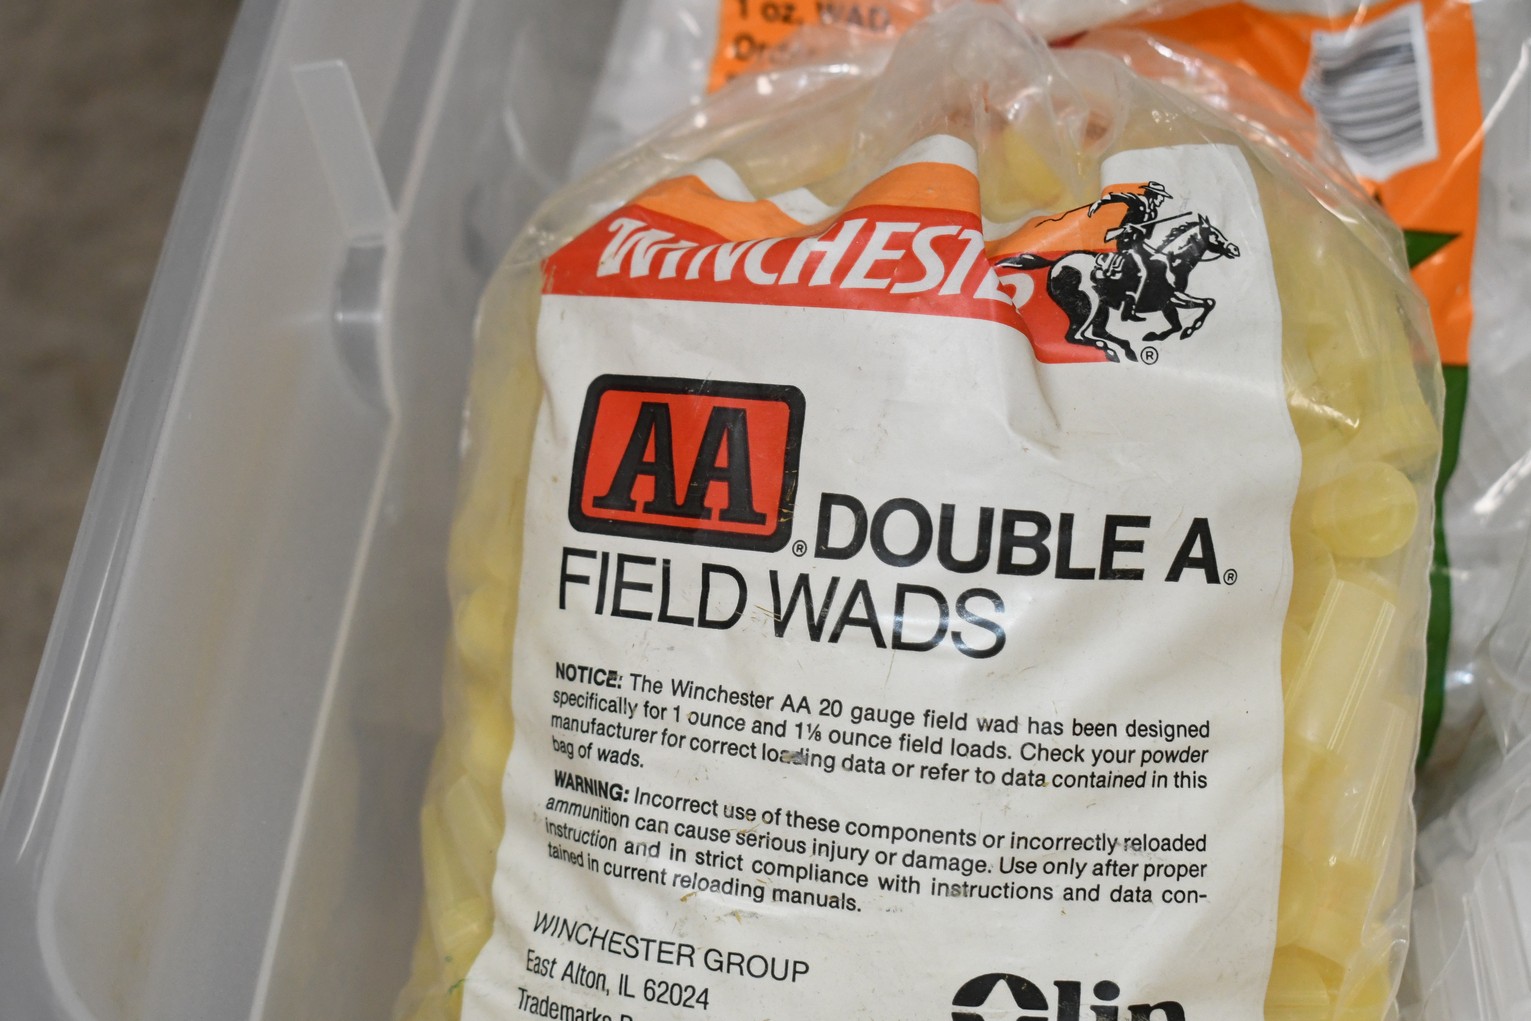 1 oz. WAD
WINCHESTER
®
AA
® DOUBLE A®
FIELD WADS
NOTICE: The Winchester AA 20 gauge field wad has been designed
specifically for 1 ounce and 1⅛ ounce field loads. Check your powder
manufacturer for correct loading data or refer to data contained in this
bag of wads.
WARNING: Incorrect use of these components or incorrectly reloaded
ammunition can cause serious injury or damage. Use only after proper
instruction and in strict compliance with instructions and data con-
tained in current reloading manuals.
WINCHESTER GROUP
East Alton, IL 62024
Trademarks
Olin